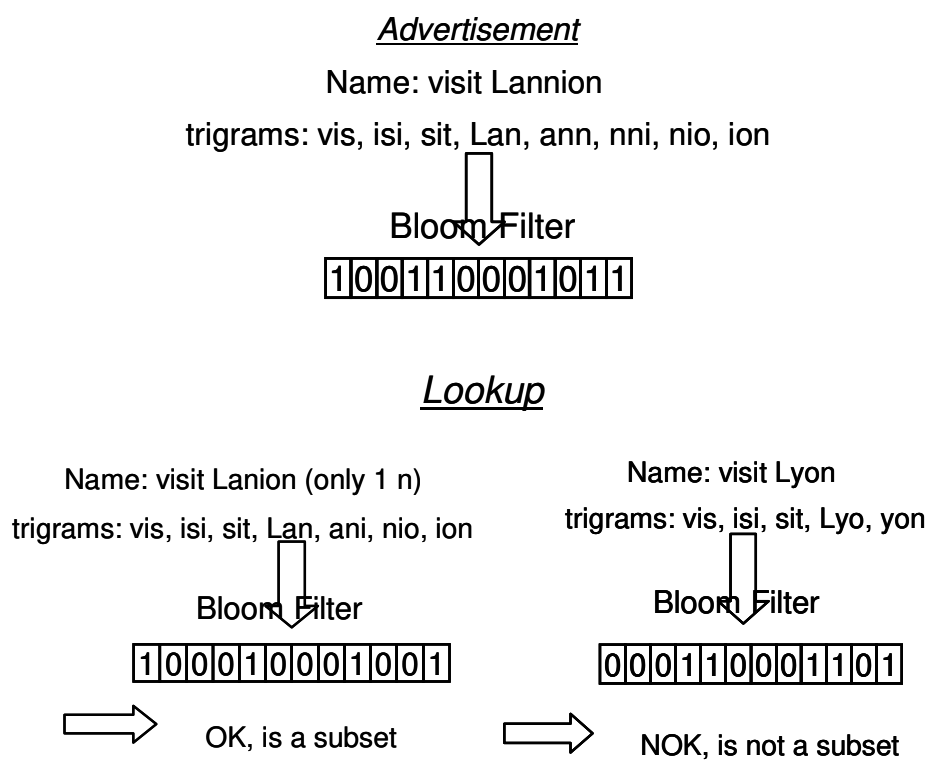 Advertisement
Name: visit Lannion
trigrams: vis, isi, sit, Lan, ann, nni, nio, ion
Bloom Filter
100110001011
Lookup
Name: visit Lanion (only 1 n)
trigrams: vis, isi, sit, Lan, ani, nio, ion
Bloom Filter
100010001001
OK, is a subset
Name: visit Lyon
trigrams: vis, isi, sit, Lyo, yon
Bloom Filter
000110001101
NOK, is not a subset